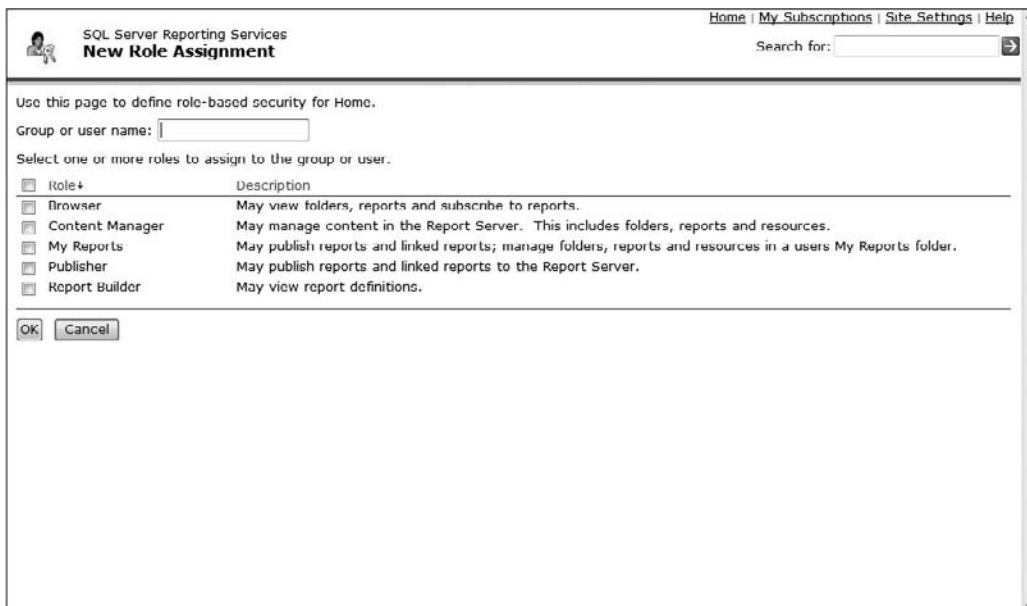 Home | My Subscriptions | Site Settings | Help
SQL Server Reporting Services
New Role Assignment
Search for:
Use this page to define role-based security for Home.
Group or user name:
Select one or more roles to assign to the group or user.
Role↓ Description
Browser May view folders, reports and subscribe to reports.
Content Manager May manage content in the Report Server. This includes folders, reports and resources.
My Reports May publish reports and linked reports; manage folders, reports and resources in a users My Reports folder.
Publisher May publish reports and linked reports to the Report Server.
Report Builder May view report definitions.
OK Cancel